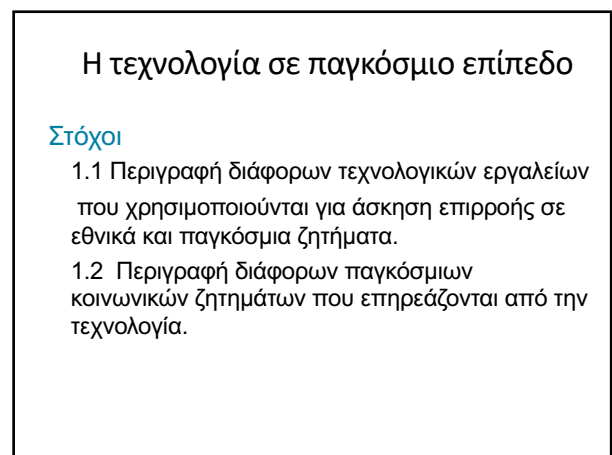 Η τεχνολογία σε παγκόσμιο επίπεδο
Στόχοι
1.1 Περιγραφή διάφορων τεχνολογικών εργαλείων
που χρησιμοποιούνται για άσκηση επιρροής σε
εθνικά και παγκόσμια ζητήματα.
1.2 Περιγραφή διάφορων παγκόσμιων
κοινωνικών ζητημάτων που επηρεάζονται από την
τεχνολογία.